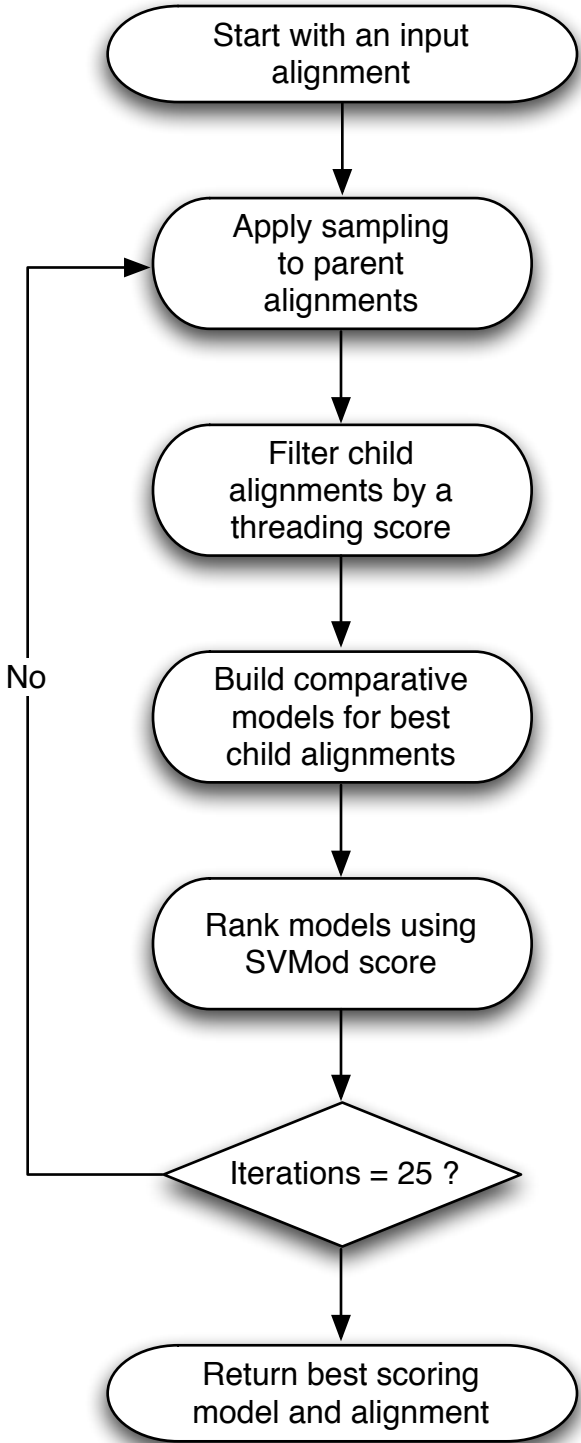 Start with an input
alignment
Apply sampling
to parent
alignments
Filter child
alignments by a
threading score
No
Build comparative
models for best
child alignments
Rank models using
SVMod score
Iterations = 25 ?
Return best scoring
model and alignment